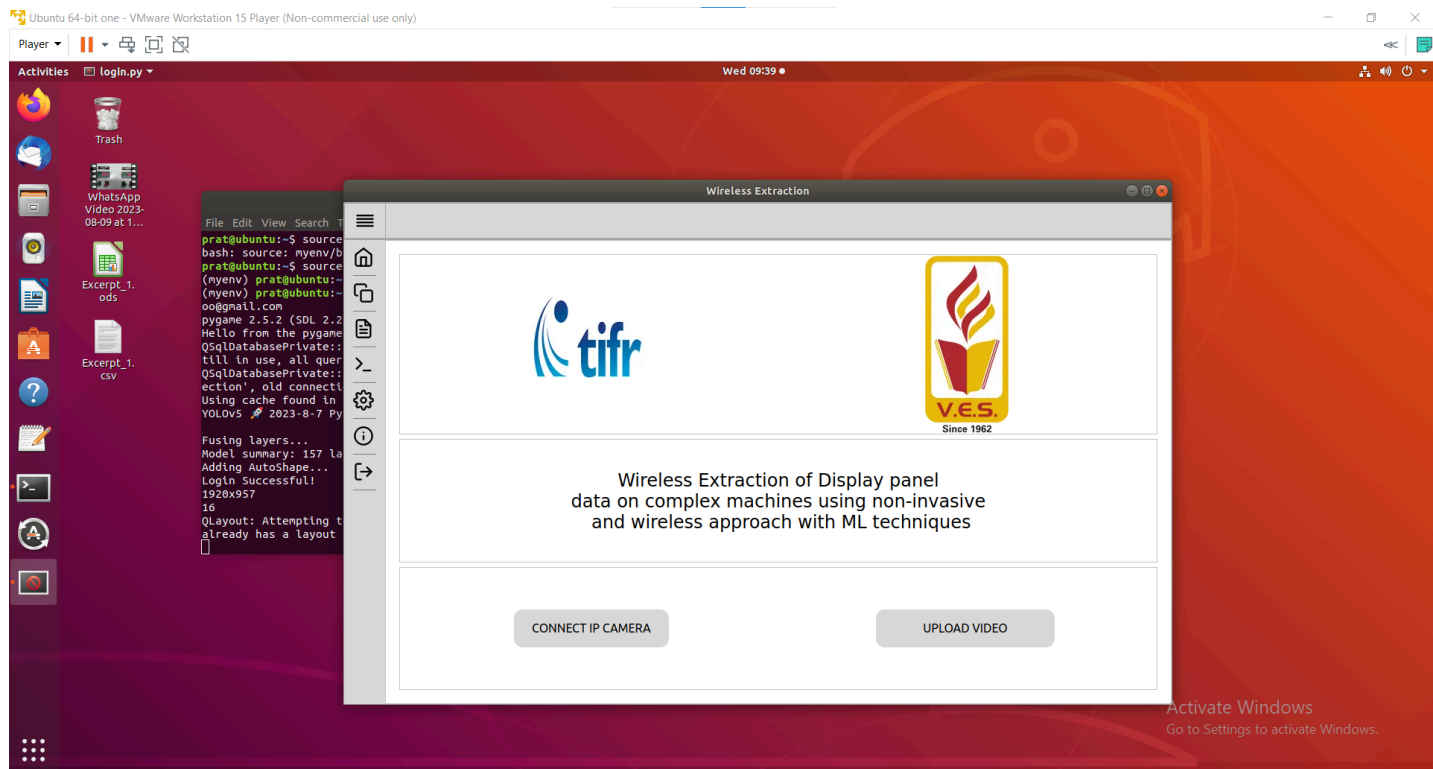 Ubuntu 64-bit one - VMware Workstation 15 Player (Non-commercial use only)
Player
Activities
login.py
Wed 09:39
Trash
WhatsApp
Video 2023-
08-09 at 1…
Excerpt_1.
ods
Excerpt_1.
csv
File Edit View Search T
prat@ubuntu:~$ source
bash: source: myenv/b
prat@ubuntu:~$ source
(myenv) prat@ubuntu:~
(myenv) prat@ubuntu:~
oo@gmail.com
pygame 2.5.2 (SDL 2.2
Hello from the pygame
QSqlDatabasePrivate::
till in use, all quer
QSqlDatabasePrivate::
ection', old connecti
Using cache found in
YOLOv5 🚀 2023-8-7 Py
Fusing layers...
Model summary: 157 la
Adding AutoShape...
Login Successful!
1920x957
16
QLayout: Attempting t
already has a layout
Wireless Extraction
tifr
V.E.S.
Since 1962
Wireless Extraction of Display panel
data on complex machines using non-invasive
and wireless approach with ML techniques
CONNECT IP CAMERA
UPLOAD VIDEO
Activate Windows
Go to Settings to activate Windows.